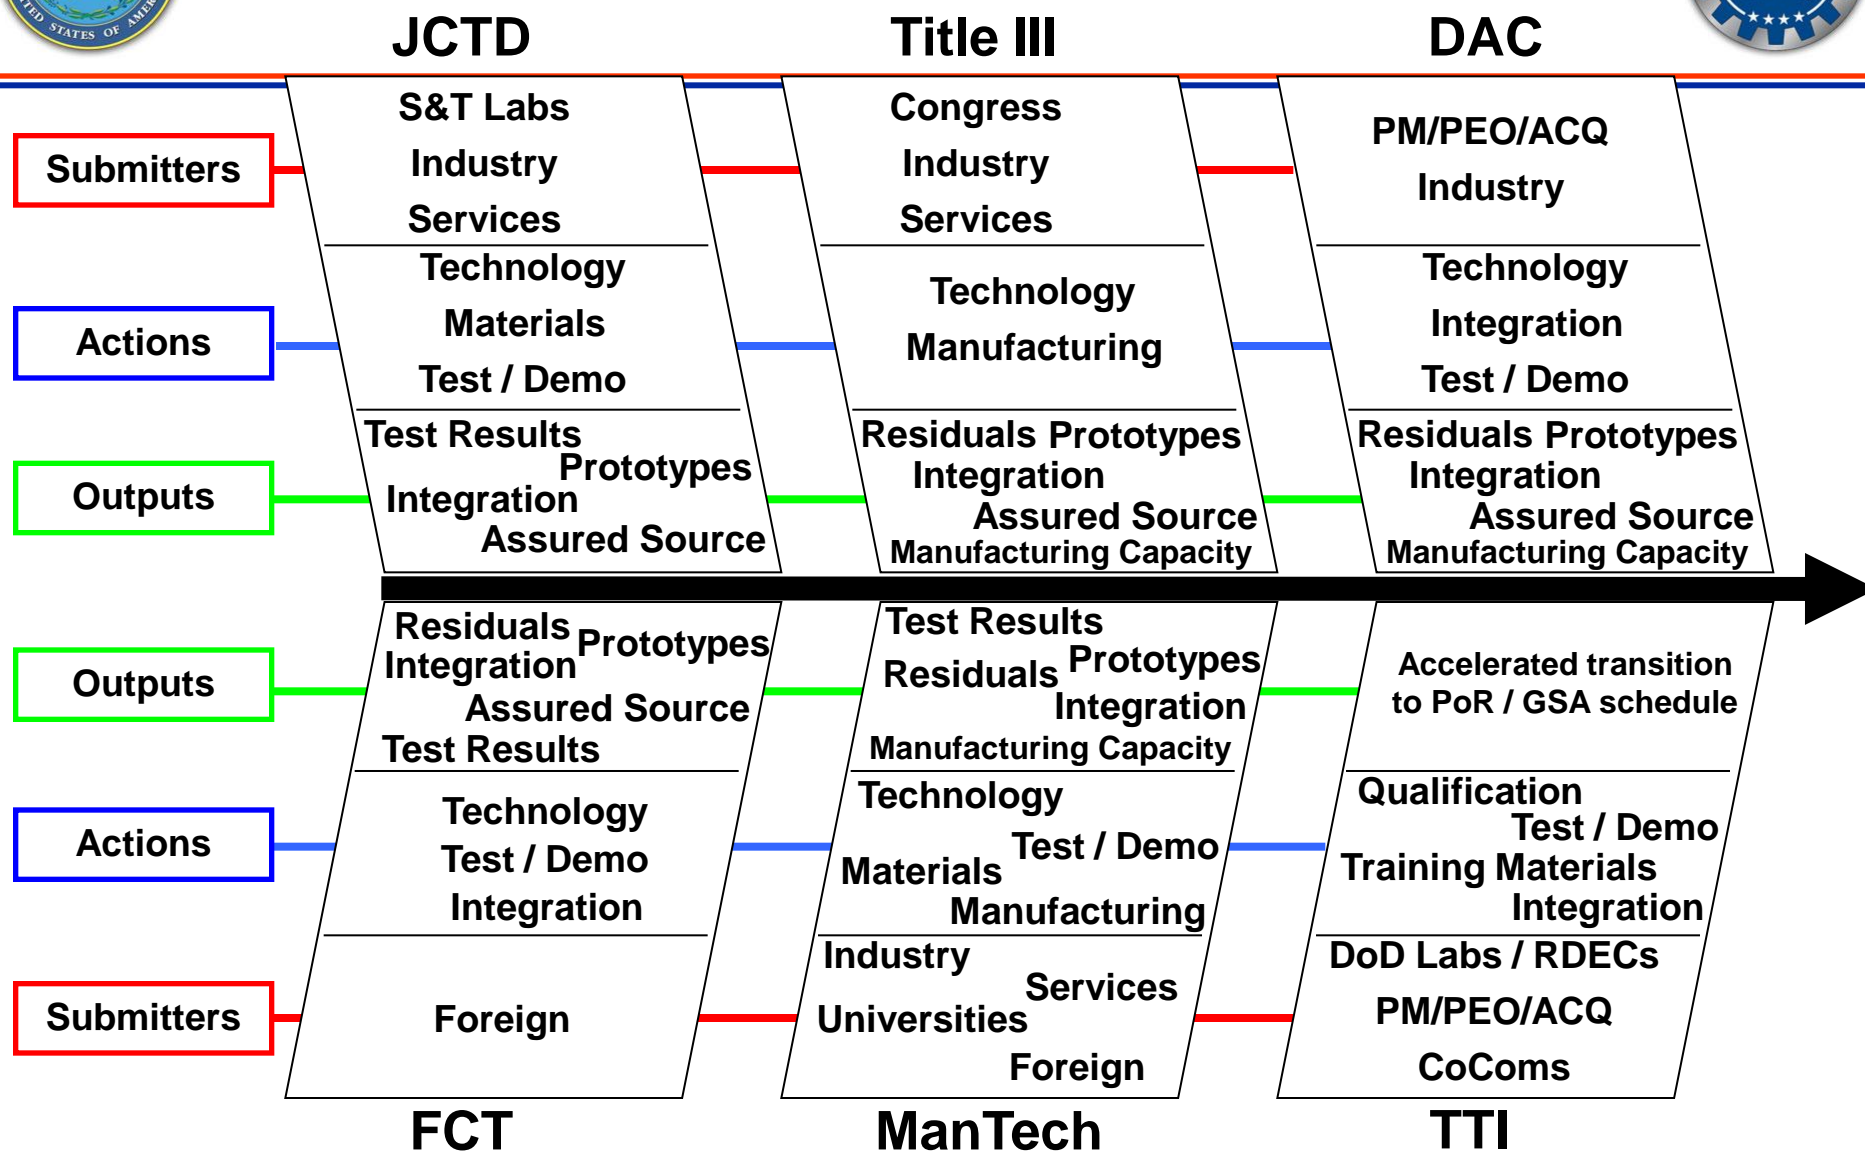 UNITED STATES OF AMER
JCTD
Title III
DAC
Submitters
S&T Labs
Industry
Services
Congress
Industry
Services
PM/PEO/ACQ
Industry
Actions
Technology
Materials
Test / Demo
Technology
Manufacturing
Technology
Integration
Test / Demo
Outputs
Test Results
Prototypes
Integration
Assured Source
Residuals Prototypes
Integration
Assured Source
Manufacturing Capacity
Residuals Prototypes
Integration
Assured Source
Manufacturing Capacity
Outputs
Residuals
Prototypes
Integration
Assured Source
Test Results
Test Results
Prototypes
Residuals
Integration
Manufacturing Capacity
Accelerated transition
to PoR / GSA schedule
Actions
Technology
Test / Demo
Integration
Technology
Test / Demo
Materials
Manufacturing
Qualification
Test / Demo
Training Materials
Integration
Submitters
Foreign
Industry
Services
Universities
Foreign
DoD Labs / RDECs
PM/PEO/ACQ
CoComs
FCT
ManTech
TTI